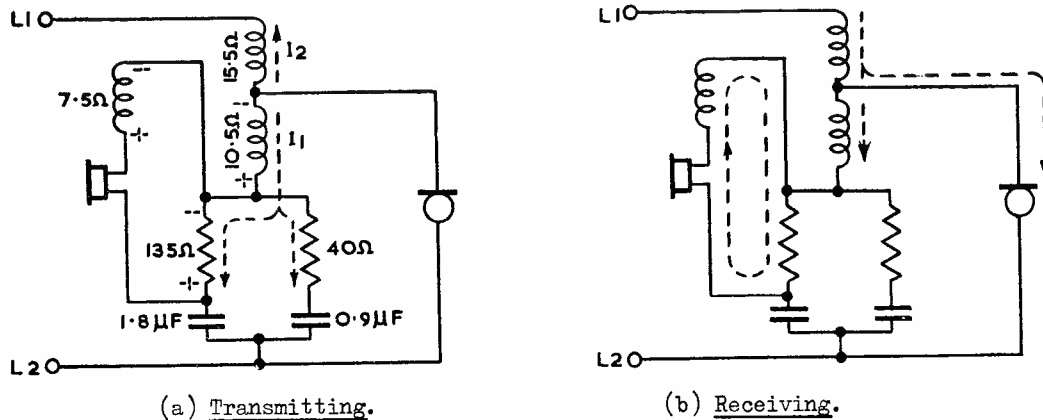 L1
15.5Ω
I2
7.5Ω
--
+
--
10.5Ω
I1
+
--
135Ω
+
40Ω
1.8µF
0.9µF
L2
(a) Transmitting.
L1
L2
(b) Receiving.